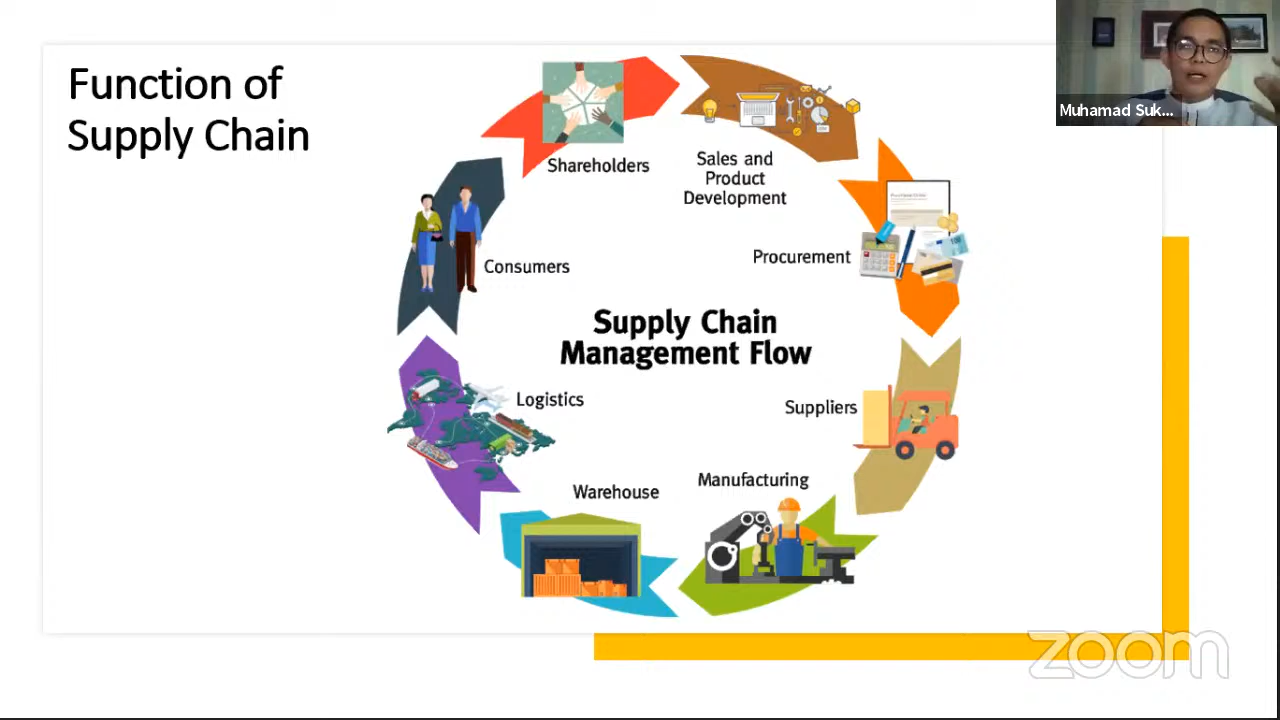 Function of
Supply Chain
Muhamad Suk...
Shareholders
Sales and
Product
Development
Procurement
Consumers
Supply Chain
Management Flow
Suppliers
Logistics
Manufacturing
Warehouse
zoom